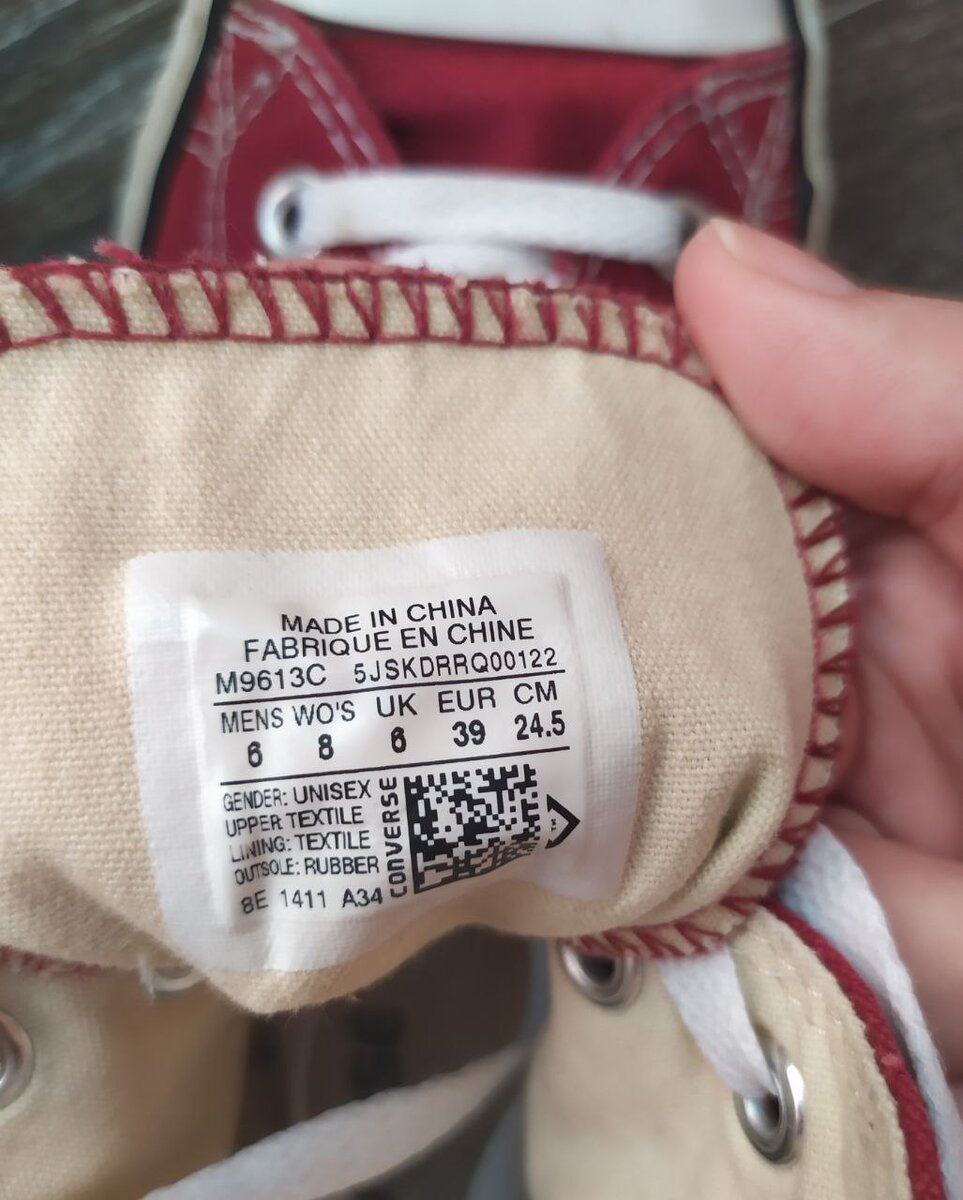 MADE IN CHINA
FABRIQUE EN CHINE
M9613C 5JSKDRRQ00122
MENS WO'S UK EUR CM
6 8 6 39 24.5
GENDER: UNISEX
UPPER TEXTILE
LINING: TEXTILE
OUTSOLE: RUBBER
8E 1411 A34
CONVERSE
TM